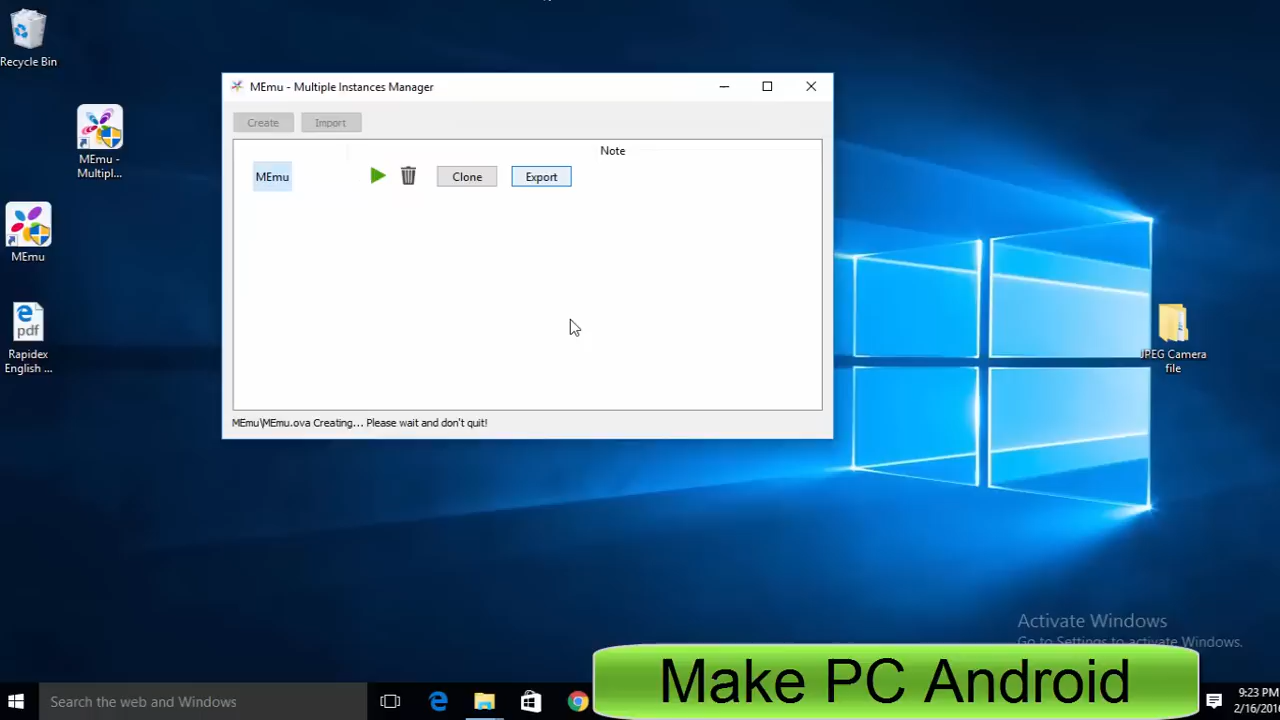 Recycle Bin
MEmu -
Multipl...
MEmu
pdf
Rapidex
English ...
MEmu - Multiple Instances Manager
Create
Import
Note
MEmu
Clone
Export
MEmu\MEmu.ova Creating... Please wait and don't quit!
JPEG Camera
file
Activate Windows
Go to Settings to activate Windows.
Make PC Android
Search the web and Windows
9:23 PM
2/16/201